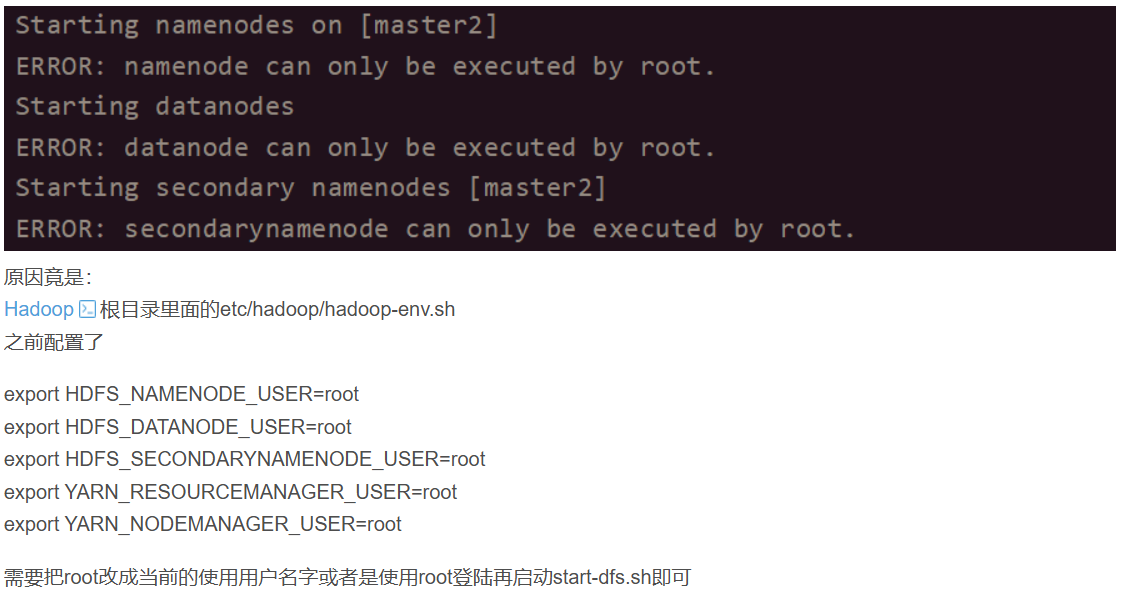 Starting namenodes on [master2]
ERROR: namenode can only be executed by root.
Starting datanodes
ERROR: datanode can only be executed by root.
Starting secondary namenodes [master2]
ERROR: secondarynamenode can only be executed by root.
原因竟是：
Hadoop 根目录里面的etc/hadoop/hadoop-env.sh
之前配置了
export HDFS_NAMENODE_USER=root
export HDFS_DATANODE_USER=root
export HDFS_SECONDARYNAMENODE_USER=root
export YARN_RESOURCEMANAGER_USER=root
export YARN_NODEMANAGER_USER=root
需要把root改成当前的使用用户名字或者是使用root登陆再启动start-dfs.sh即可